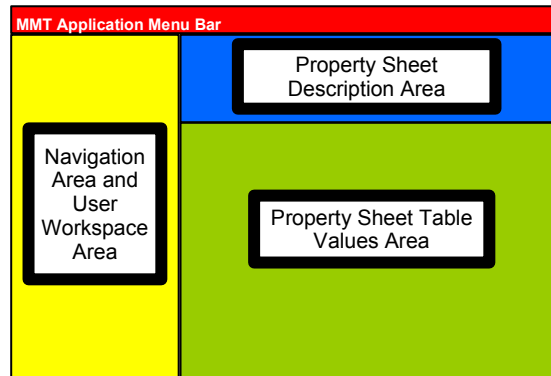 MMT Application Menu Bar
Property Sheet
Description Area
Navigation
Area and
User
Workspace
Area
Property Sheet Table
Values Area